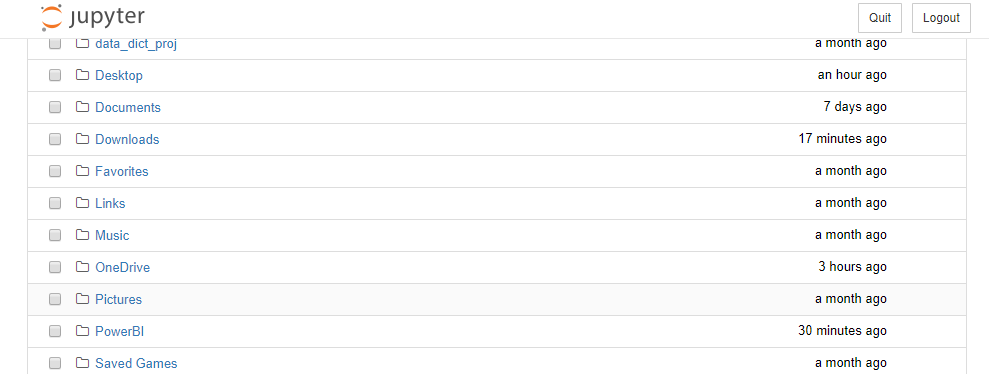 jupyter Quit Logout
data_dict_proj a month ago
Desktop an hour ago
Documents 7 days ago
Downloads 17 minutes ago
Favorites a month ago
Links a month ago
Music a month ago
OneDrive 3 hours ago
Pictures a month ago
PowerBI 30 minutes ago
Saved Games a month ago